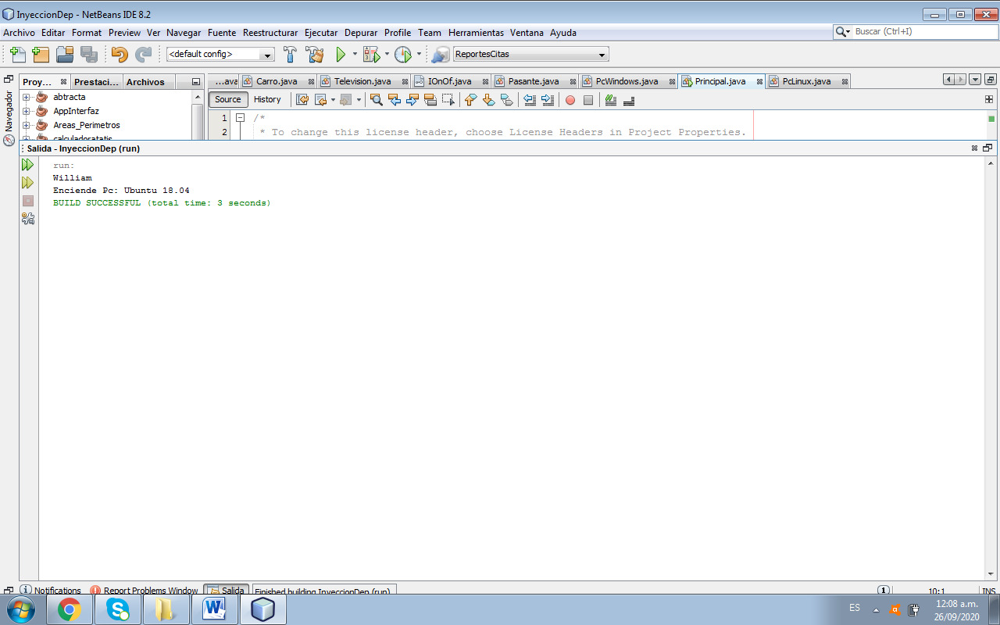 InyeccionDep - NetBeans IDE 8.2
Archivo Editar Format Preview Ver Navegar Fuente Reestructurar Ejecutar Depurar Profile Team Herramientas Ventana Ayuda
Buscar (Ctrl+I)
<default config>
ReportesCitas
Proy... Prestaci... Archivos
...ava Carro.java Television.java IOnOf.java Pasante.java PcWindows.java Principal.java PcLinux.java
Navegador
Source History
abtracta
AppInterfaz
Areas_Perimetros
calculadoratatis
1 /*
2 * To change this license header, choose License Headers in Project Properties.
Salida - InyeccionDep (run)
run:
William
Enciende Pc: Ubuntu 18.04
BUILD SUCCESSFUL (total time: 3 seconds)
Notifications Report Problems Window Salida Finished building InyeccionDep (run) 1 10:1 INS
ES 12:08 a.m.
26/09/2020